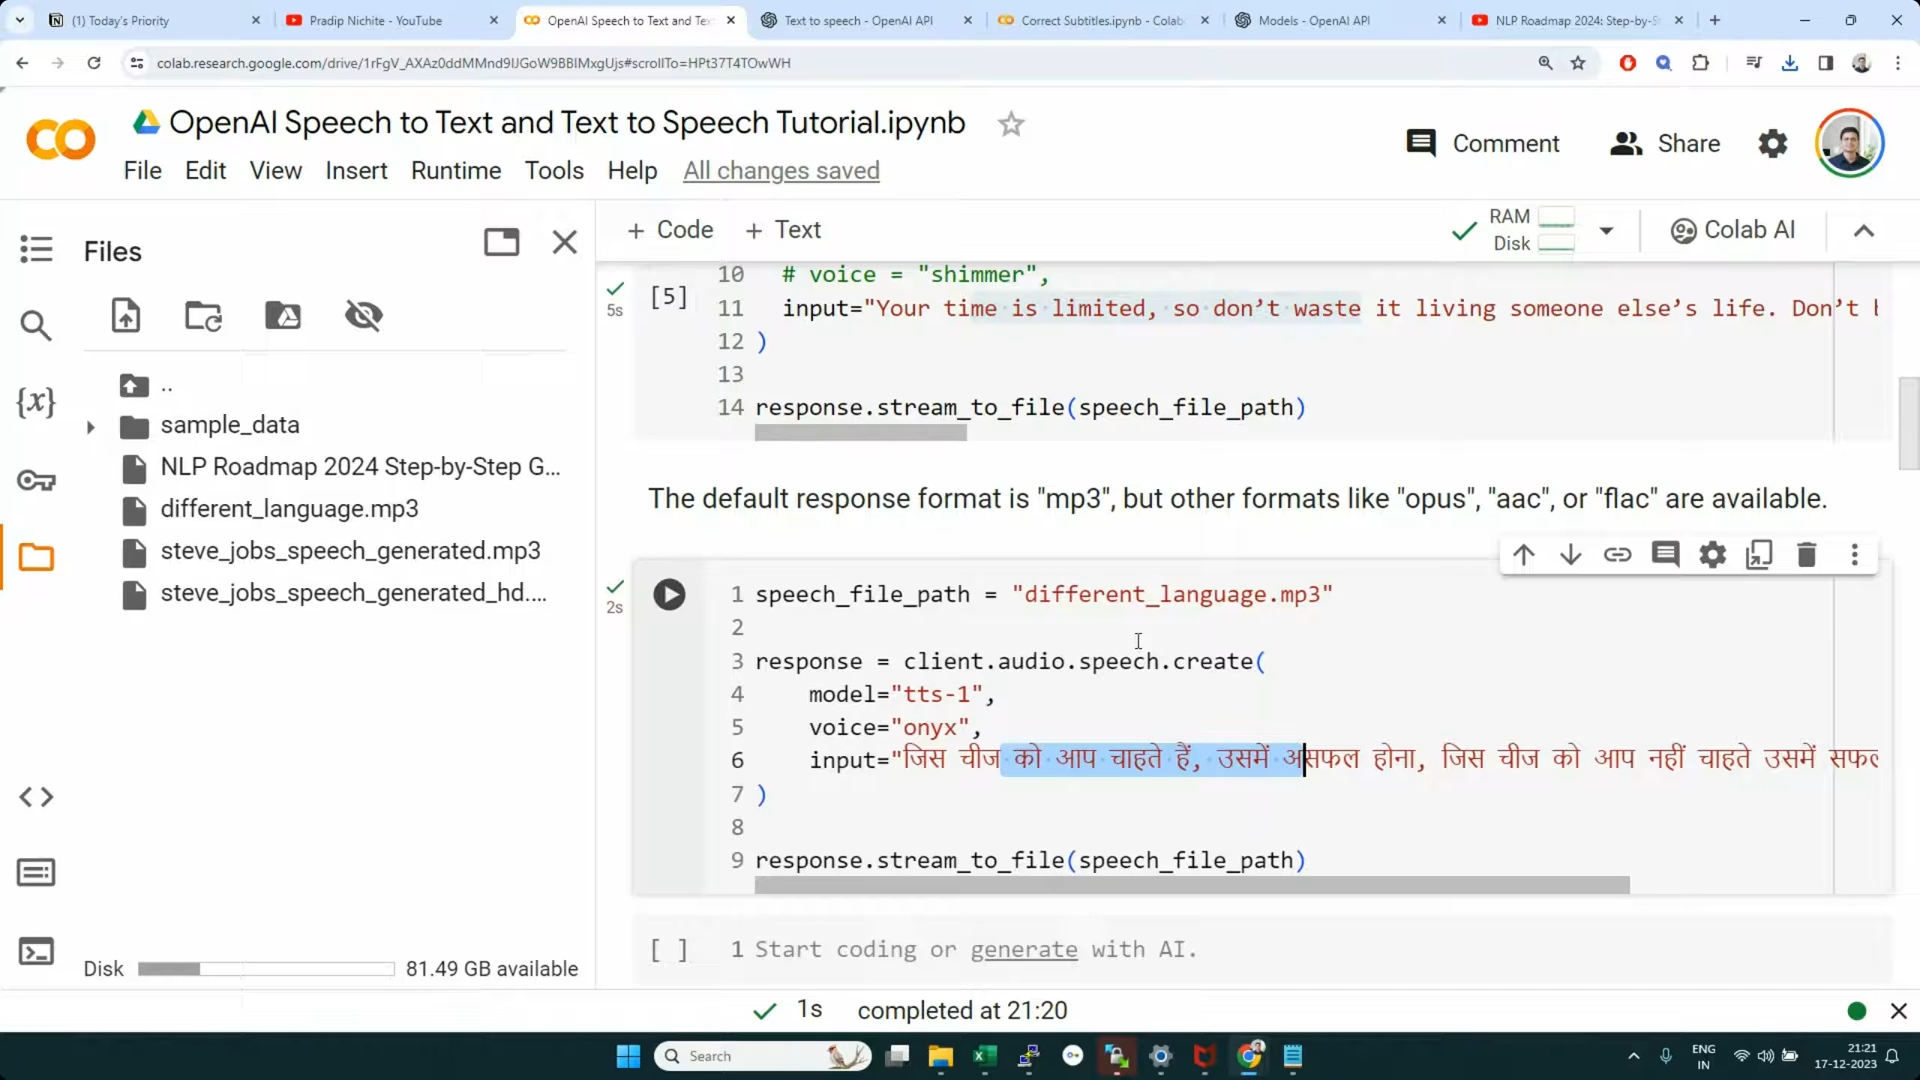 (1) Today's Priority
Pradip Nichite - YouTube
OpenAI Speech to Text and Tex
Text to speech - OpenAI API
Correct Subtitles.ipynb - Colab
Models - OpenAI API
NLP Roadmap 2024: Step-by-S
colab.research.google.com/drive/1rFgV_AXAz0ddMMnd9IJGoW9BBIMxgUjs#scrollTo=HPt37T4TOwWH
OpenAI Speech to Text and Text to Speech Tutorial.ipynb
Comment
Share
File Edit View Insert Runtime Tools Help All changes saved
Files
+ Code + Text
RAM
Disk
Colab AI
..
sample_data
NLP Roadmap 2024 Step-by-Step G...
different_language.mp3
steve_jobs_speech_generated.mp3
steve_jobs_speech_generated_hd....
Disk 81.49 GB available
5s
[5]
10 # voice = "shimmer",
11 input="Your time is limited, so don’t waste it living someone else’s life. Don’t
12 )
13
14 response.stream_to_file(speech_file_path)
The default response format is "mp3", but other formats like "opus", "aac", or "flac" are available.
2s
1 speech_file_path = "different_language.mp3"
2
3 response = client.audio.speech.create(
4 model="tts-1",
5 voice="onyx",
6 input="जिस चीज को आप चाहते हैं, उसमें असफल होना, जिस चीज को आप नहीं चाहते उसमें
7 )
8
9 response.stream_to_file(speech_file_path)
[ ] 1 Start coding or generate with AI.
1s completed at 21:20
Search
ENG
IN
21:21
17-12-2023